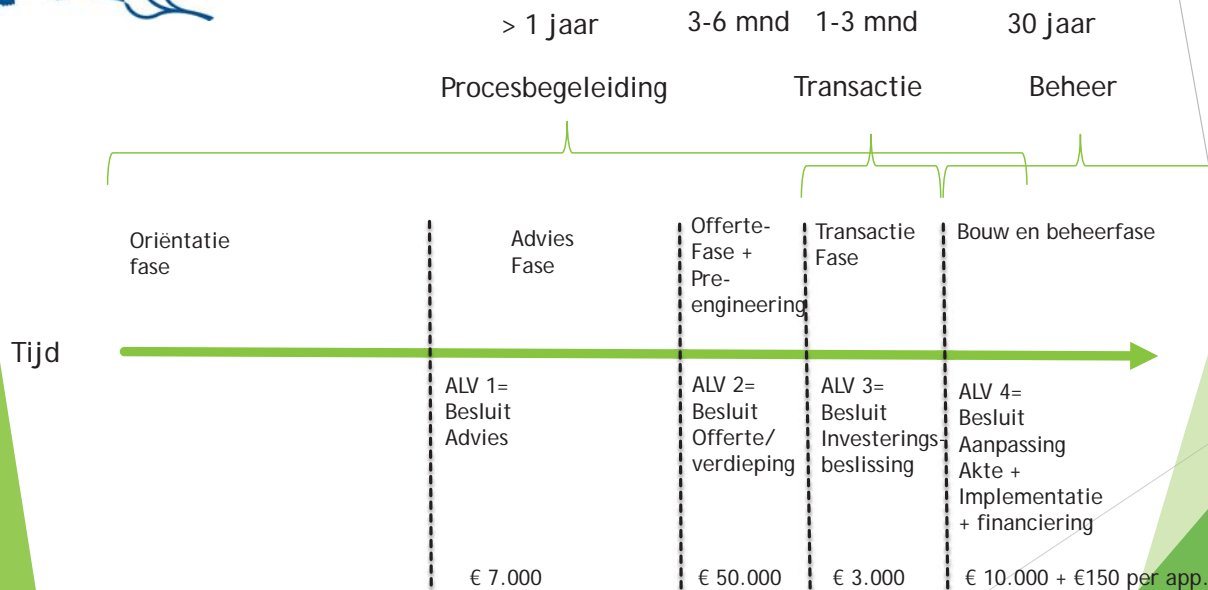 > 1 jaar
3-6 mnd
1-3 mnd
30 jaar
Procesbegeleiding
Transactie
Beheer
Oriëntatie
fase
Advies
Fase
Offerte-
Fase +
Pre-
engineering
Transactie
Fase
Bouw en beheerfase
Tijd
ALV 1=
Besluit
Advies
ALV 2=
Besluit
Offerte/
verdieping
ALV 3=
Besluit
Investerings-
beslissing
ALV 4=
Besluit
Aanpassing
Akte +
Implementatie
+ financiering
€ 7.000
€ 50.000
€ 3.000
€ 10.000 + €150 per app.